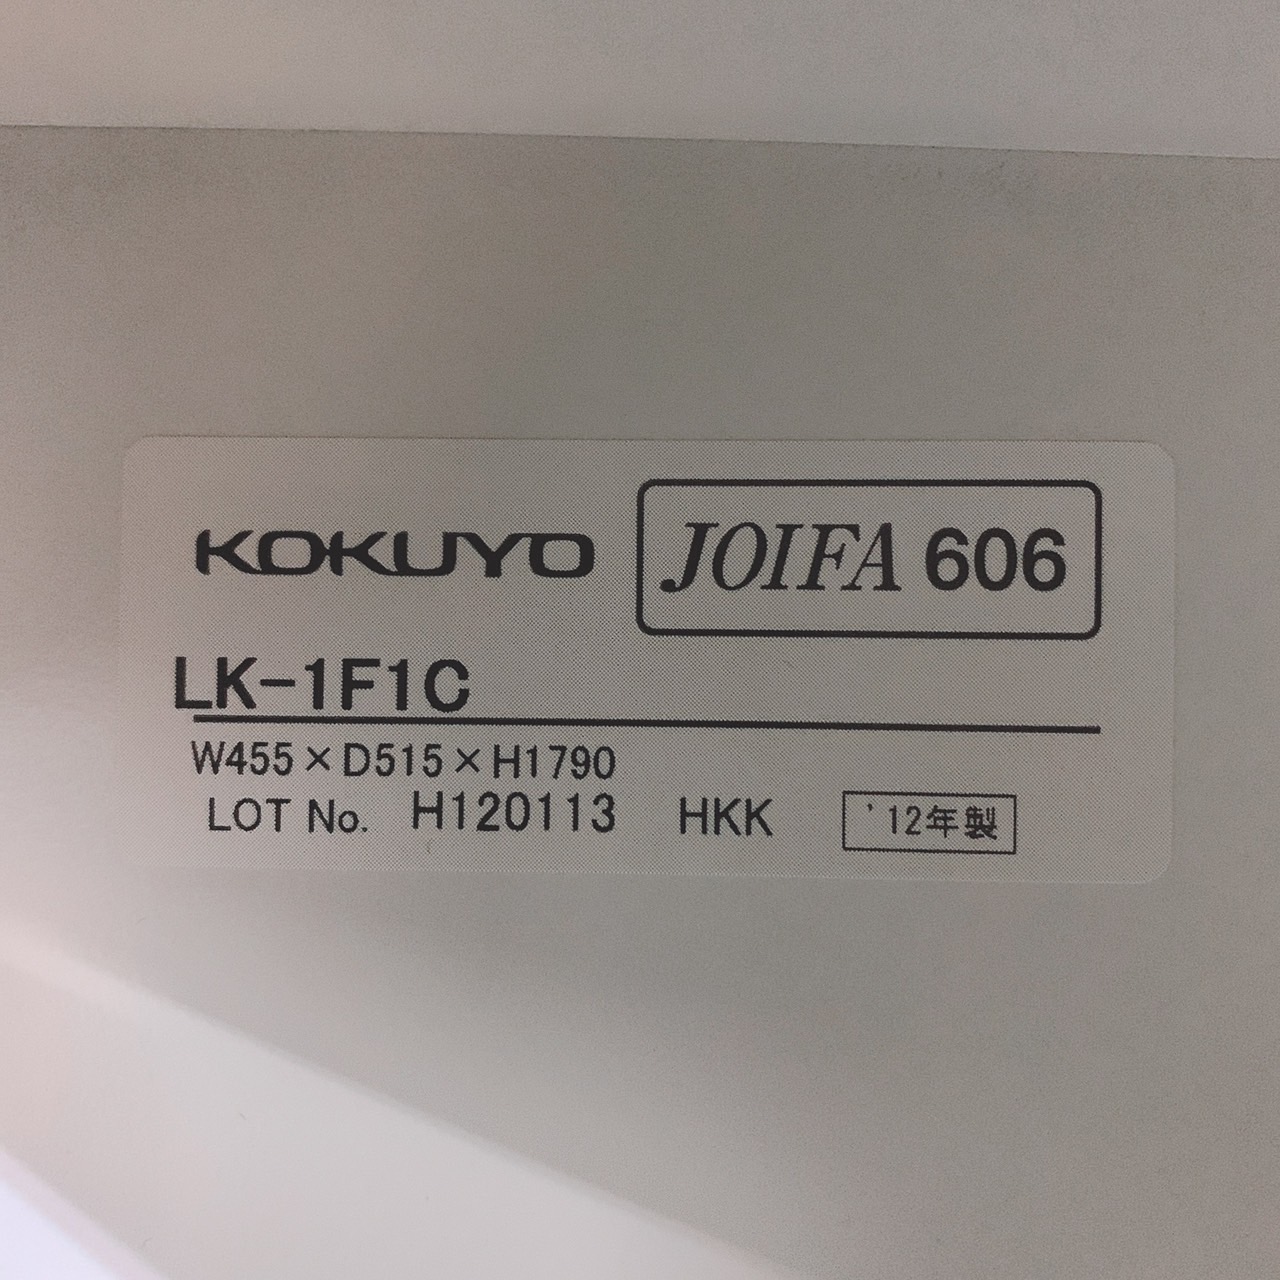 KOKUYO JOIFA 606
LK-1F1C
W455×D515×H1790
LOT No. H120113 HKK '12年製